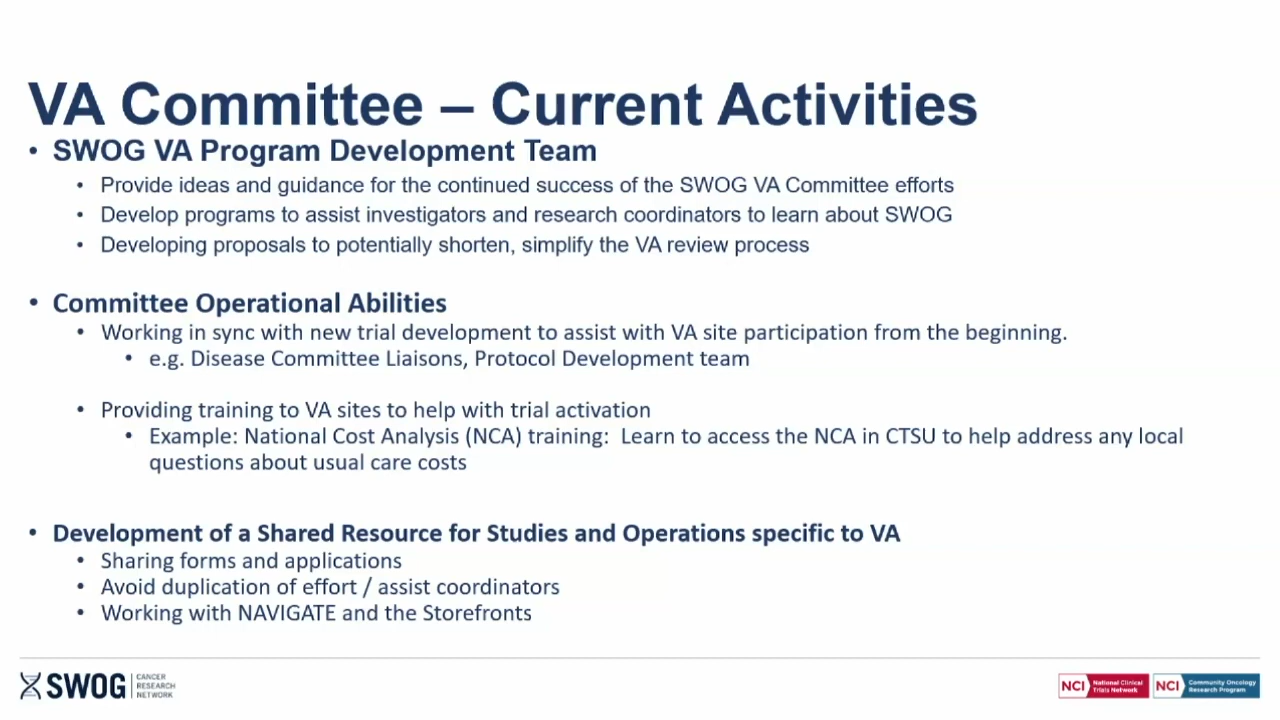 VA Committee – Current Activities
• SWOG VA Program Development Team
• Provide ideas and guidance for the continued success of the SWOG VA Committee efforts
• Develop programs to assist investigators and research coordinators to learn about SWOG
• Developing proposals to potentially shorten, simplify the VA review process
• Committee Operational Abilities
• Working in sync with new trial development to assist with VA site participation from the beginning.
• e.g. Disease Committee Liaisons, Protocol Development team
• Providing training to VA sites to help with trial activation
• Example: National Cost Analysis (NCA) training:  Learn to access the NCA in CTSU to help address any local
questions about usual care costs
• Development of a Shared Resource for Studies and Operations specific to VA
• Sharing forms and applications
• Avoid duplication of effort / assist coordinators
• Working with NAVIGATE and the Storefronts
SWOG
CANCER
RESEARCH
NETWORK
NCI
National Clinical
Trials Network
NCI
Community Oncology
Research Program